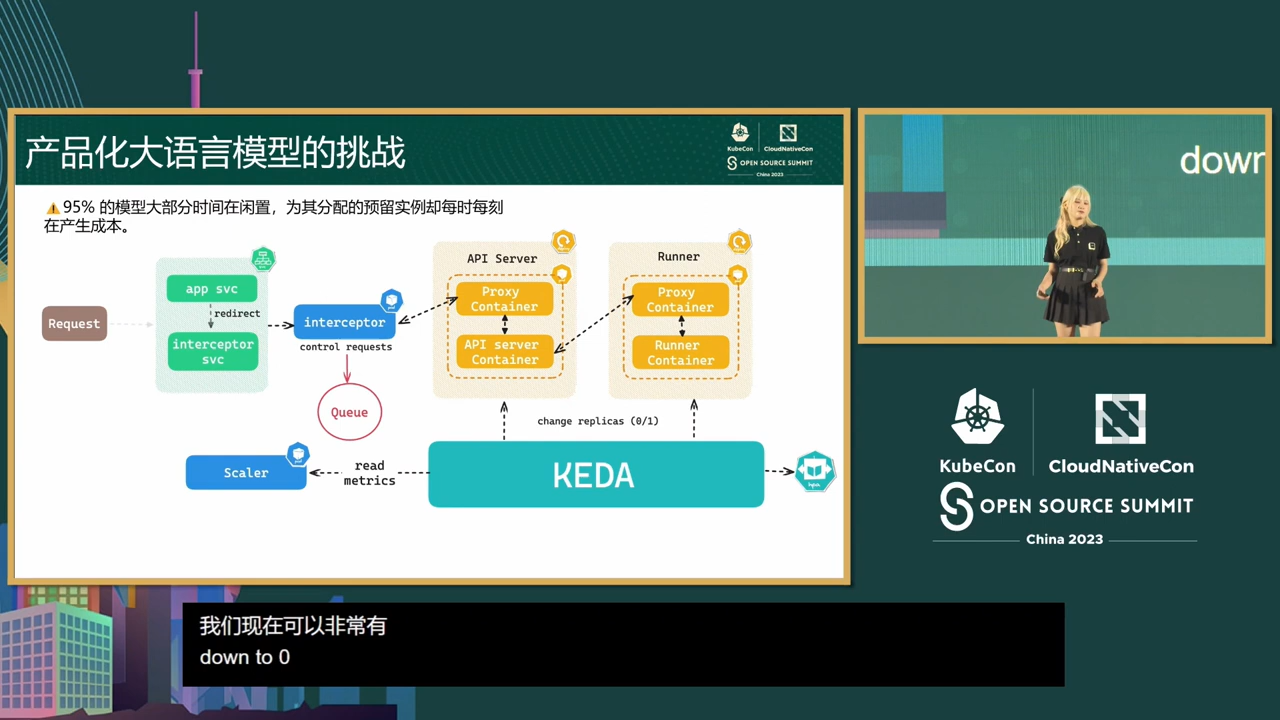 产品化大语言模型的挑战
KubeCon
CloudNativeCon
OPEN SOURCE SUMMIT
China 2023
⚠95% 的模型大部分时间在闲置，为其分配的预留实例却每时每刻
在产生成本。
Request
app svc
redirect
interceptor
svc
interceptor
control requests
Queue
API Server
Proxy
Container
API server
Container
Runner
Proxy
Container
Runner
Container
change replicas (0/1)
Scaler
read
metrics
KEDA
down
KubeCon
CloudNativeCon
OPEN SOURCE SUMMIT
China 2023
我们现在可以非常有
down to 0